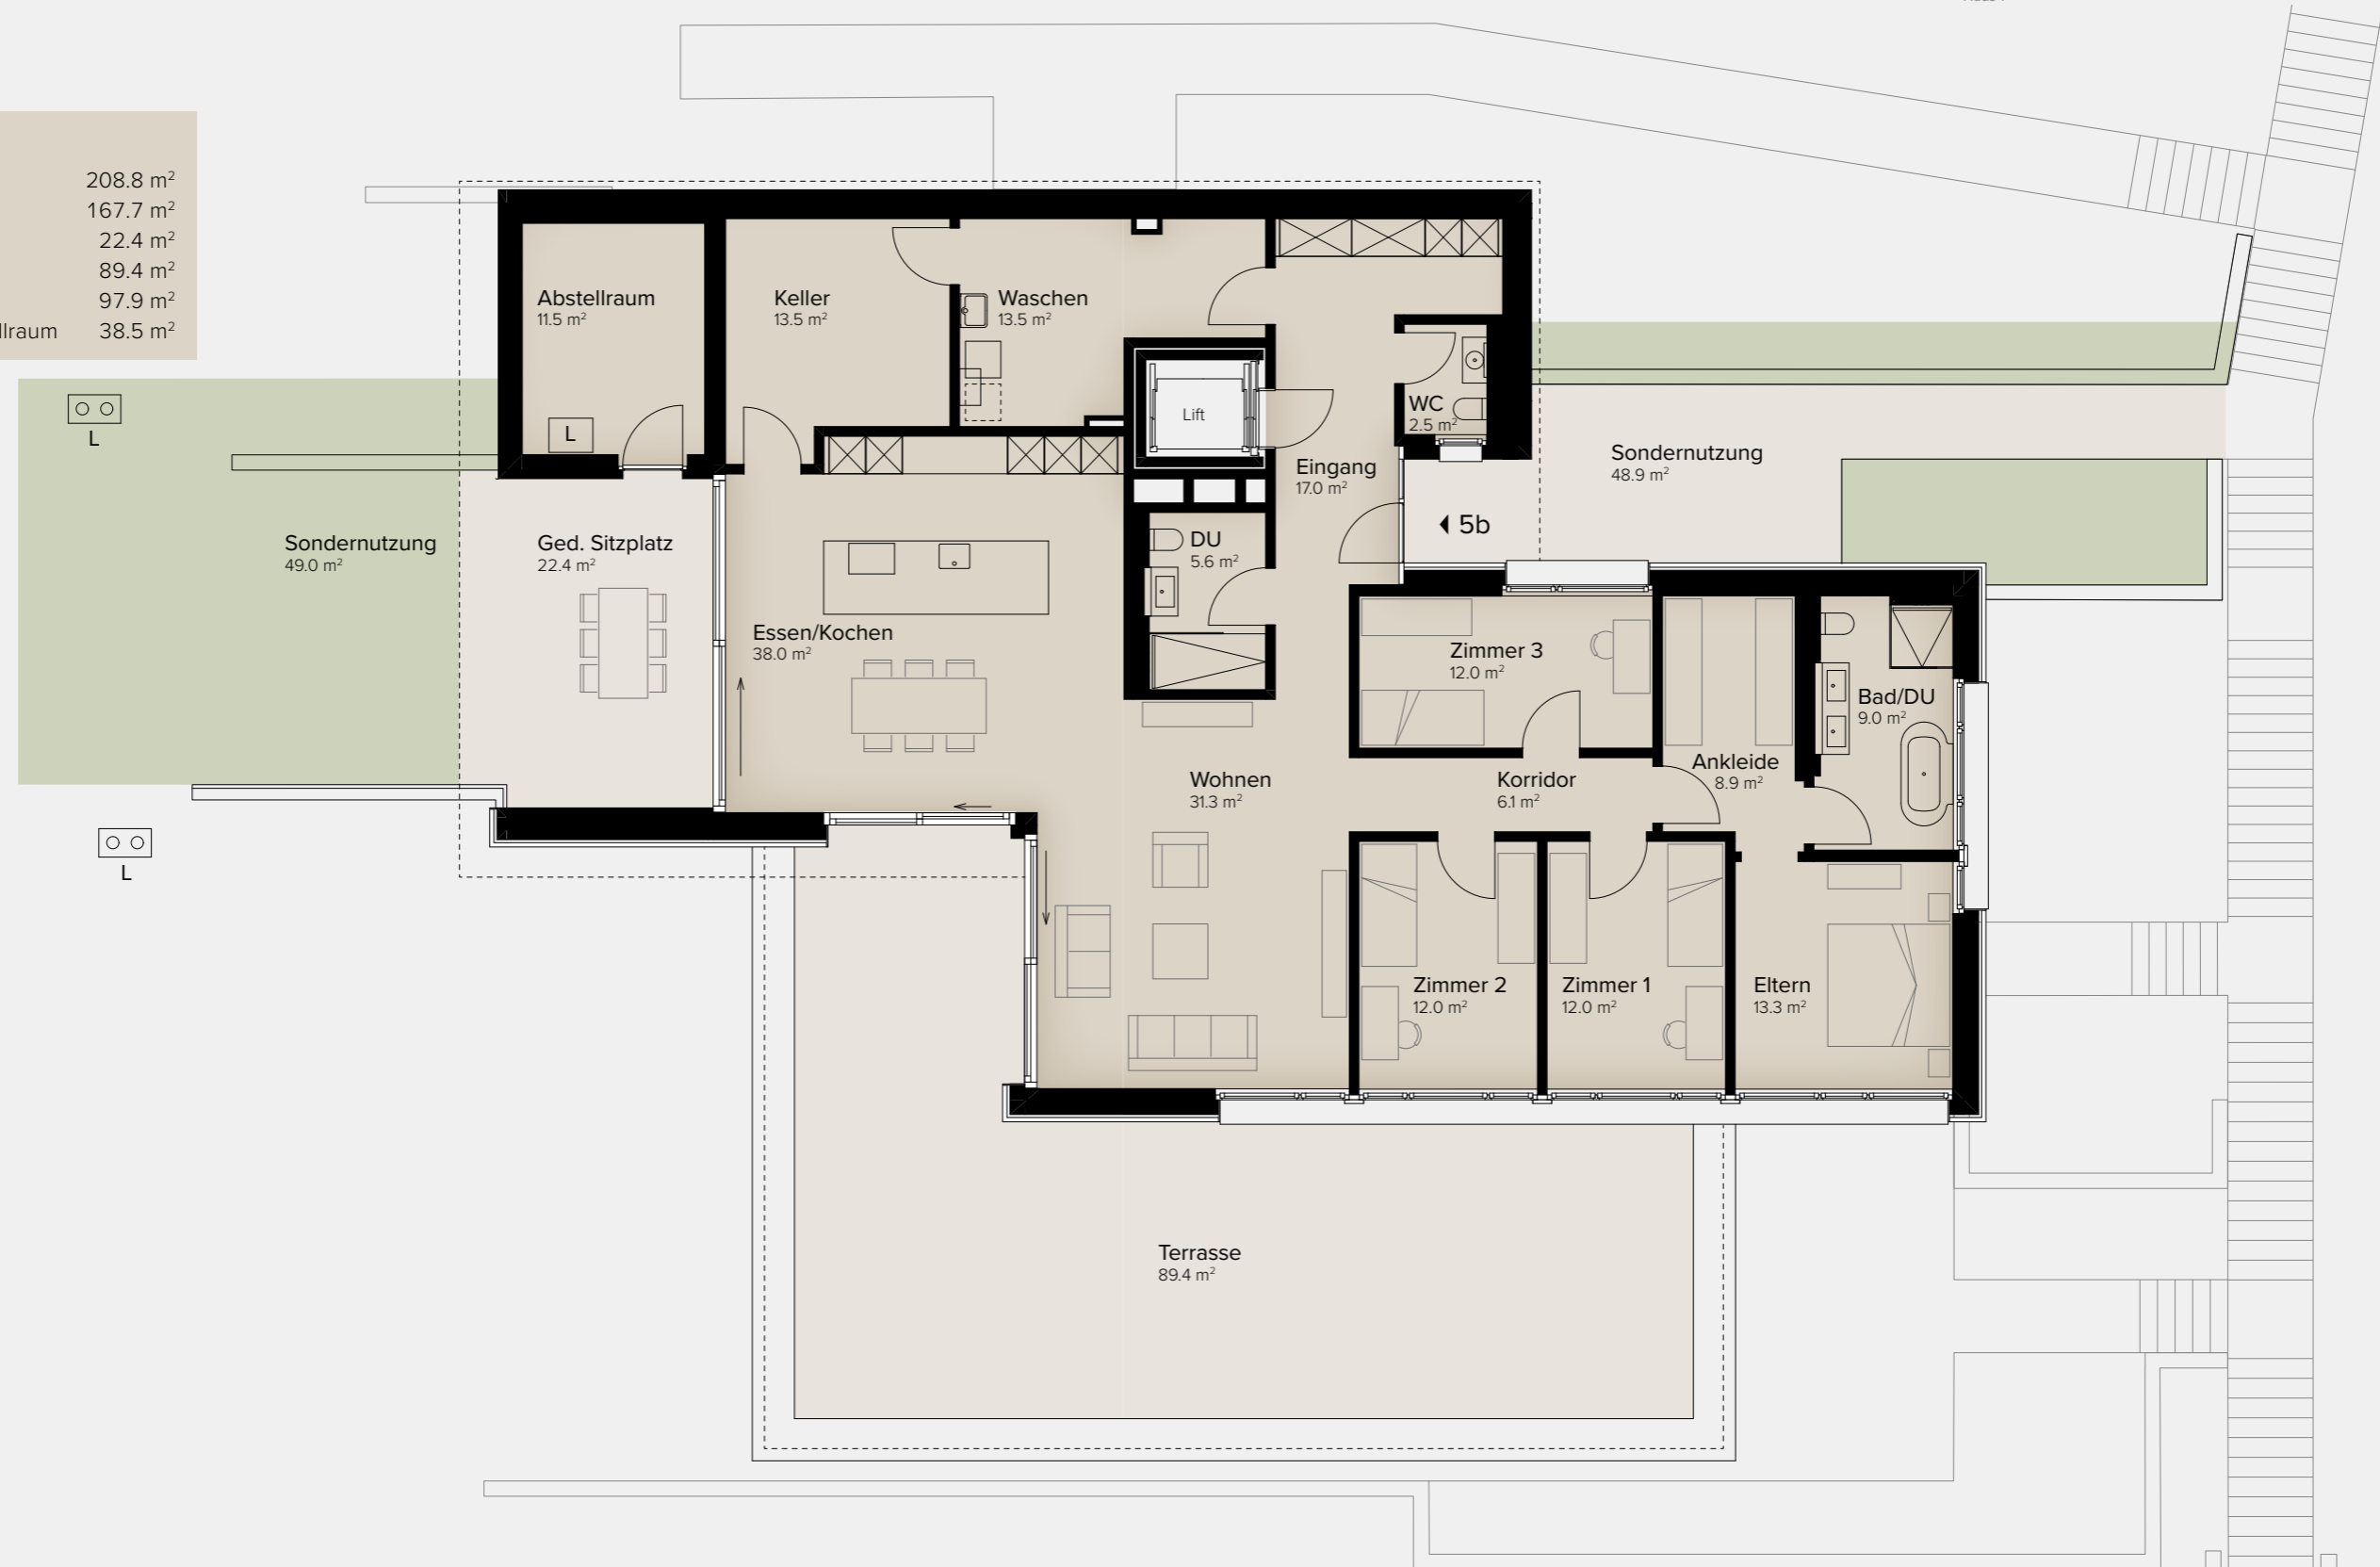 208.8 m²
167.7 m²
22.4 m²
89.4 m²
97.9 m²
llraum 38.5 m²
Abstellraum
11.5 m²
L
Keller
13.5 m²
Waschen
13.5 m²
Lift
WC
2.5 m²
Eingang
17.0 m²
Sondernutzung
48.9 m²
5b
L
Sondernutzung
49.0 m²
Ged. Sitzplatz
22.4 m²
DU
5.6 m²
Essen/Kochen
38.0 m²
Zimmer 3
12.0 m²
Bad/DU
9.0 m²
Ankleide
8.9 m²
Wohnen
31.3 m²
Korridor
6.1 m²
L
Zimmer 2
12.0 m²
Zimmer 1
12.0 m²
Eltern
13.3 m²
Terrasse
89.4 m²